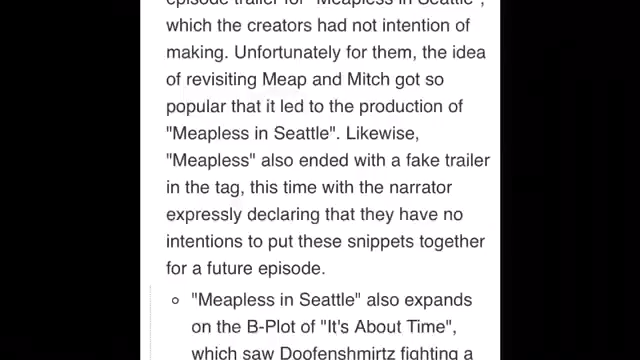 episode trailer for "Meapless in Seattle",
which the creators had not intention of
making. Unfortunately for them, the idea
of revisiting Meap and Mitch got so
popular that it led to the production of
"Meapless in Seattle". Likewise,
"Meapless" also ended with a fake trailer
in the tag, this time with the narrator
expressly declaring that they have no
intentions to put these snippets together
for a future episode.
"Meapless in Seattle" also expands
on the B-Plot of "It's About Time",
which saw Doofenshmirtz fighting a